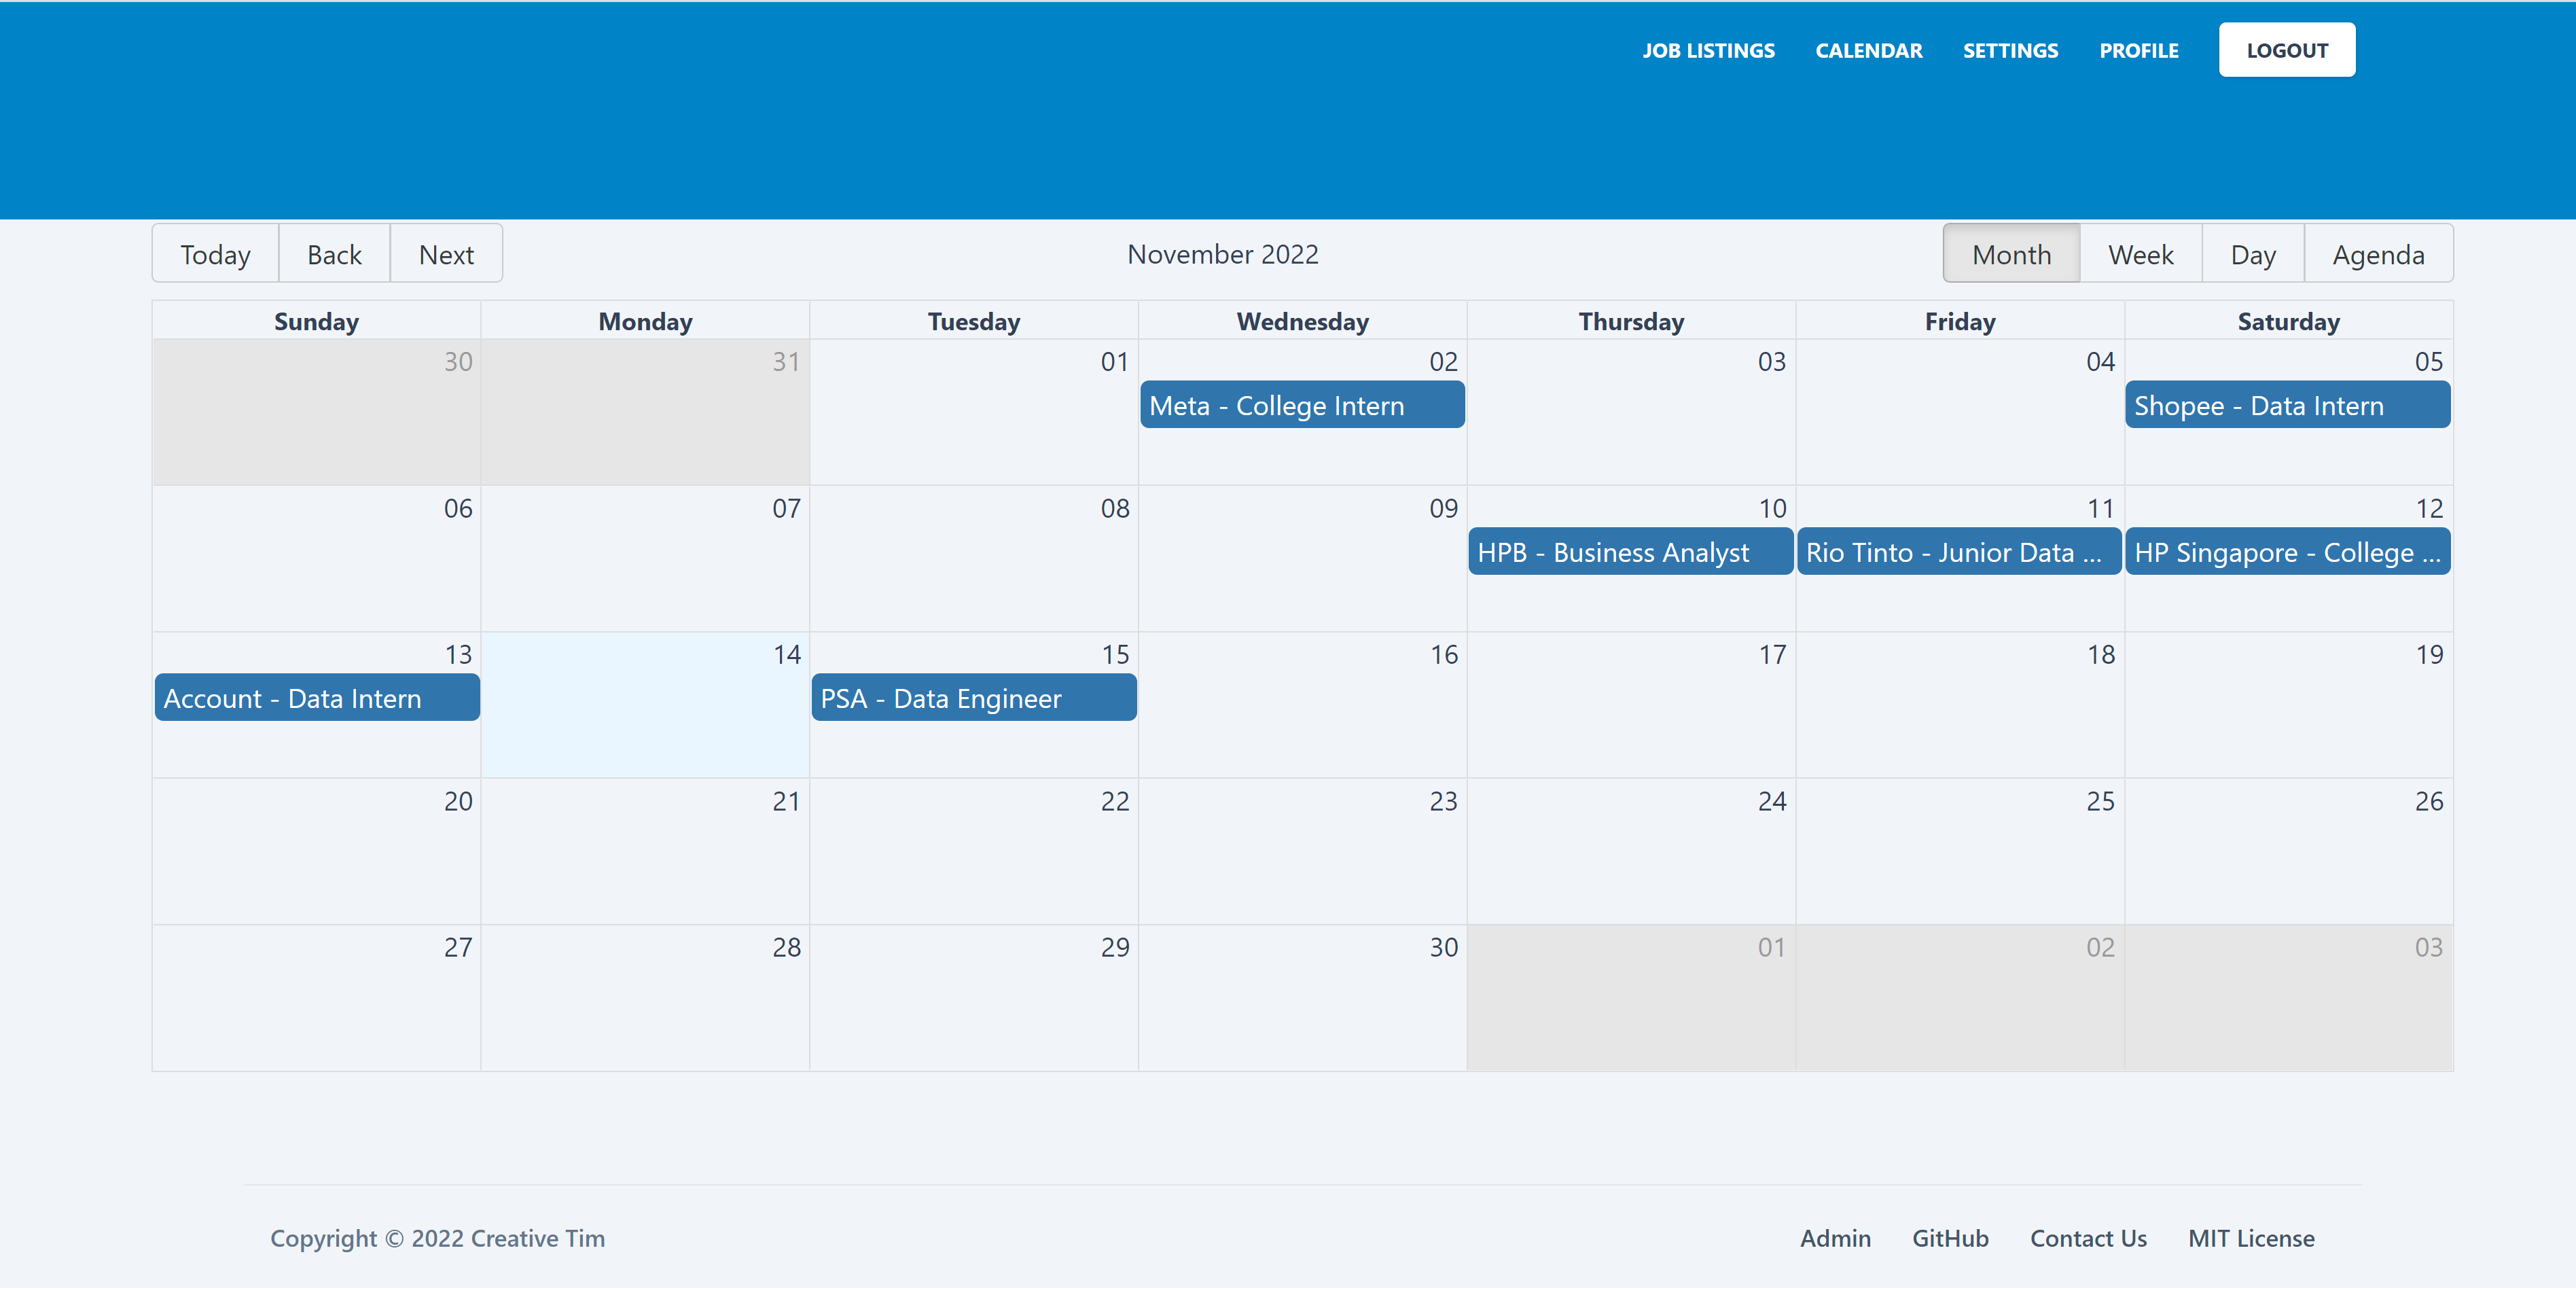 JOB LISTINGS CALENDAR SETTINGS PROFILE LOGOUT
Today Back Next November 2022 Month Week Day Agenda
Sunday Monday Tuesday Wednesday Thursday Friday Saturday
30 31 01 02 03 04 05
Meta - College Intern Shopee - Data Intern
06 07 08 09 10 11 12
HPB - Business Analyst Rio Tinto - Junior Data ... HP Singapore - College ...
13 14 15 16 17 18 19
Account - Data Intern PSA - Data Engineer
20 21 22 23 24 25 26
27 28 29 30 01 02 03
Copyright © 2022 Creative Tim Admin GitHub Contact Us MIT License